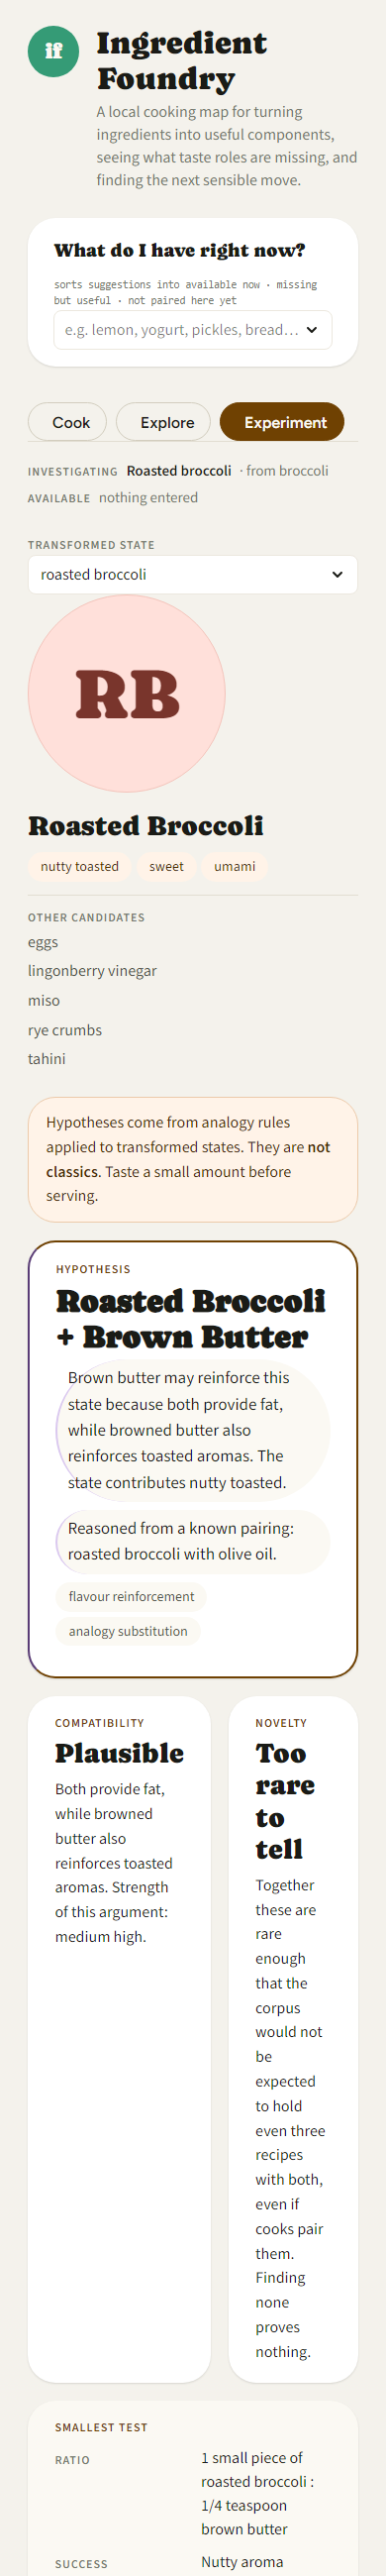 if
Ingredient
Foundry
A local cooking map for turning
ingredients into useful components,
seeing what taste roles are missing, and
finding the next sensible move.
What do I have right now?
sorts suggestions into available now · missing
but useful · not paired here yet
e.g. lemon, yogurt, pickles, bread…
Cook
Explore
Experiment
INVESTIGATING Roasted broccoli · from broccoli
AVAILABLE nothing entered
TRANSFORMED STATE
roasted broccoli
RB
Roasted Broccoli
nutty toasted
sweet
umami
OTHER CANDIDATES
eggs
lingonberry vinegar
miso
rye crumbs
tahini
Hypotheses come from analogy rules
applied to transformed states. They are not
classics. Taste a small amount before
serving.
HYPOTHESIS
Roasted Broccoli
+ Brown Butter
Brown butter may reinforce this
state because both provide fat,
while browned butter also
reinforces toasted aromas. The
state contributes nutty toasted.
Reasoned from a known pairing:
roasted broccoli with olive oil.
flavour reinforcement
analogy substitution
COMPATIBILITY
Plausible
Both provide fat,
while browned
butter also
reinforces toasted
aromas. Strength
of this argument:
medium high.
NOVELTY
Too
rare
to
tell
Together
these are
rare
enough
that the
corpus
would not
be
expected
to hold
even three
recipes
with both,
even if
cooks pair
them.
Finding
none
proves
nothing.
SMALLEST TEST
RATIO
1 small piece of
roasted broccoli :
1/4 teaspoon
brown butter
SUCCESS
Nutty aroma